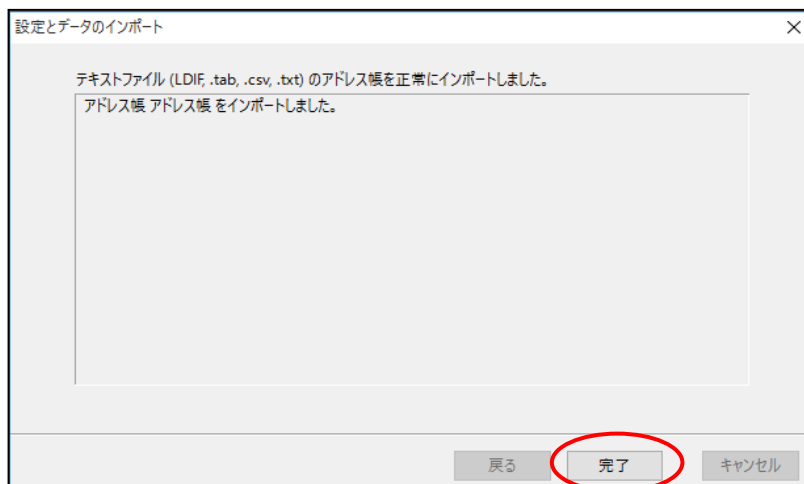 設定とデータのインポート
テキストファイル (LDIF, .tab, .csv, .txt) のアドレス帳を正常にインポートしました。
アドレス帳 アドレス帳 をインポートしました。
戻る 完了 キャンセル